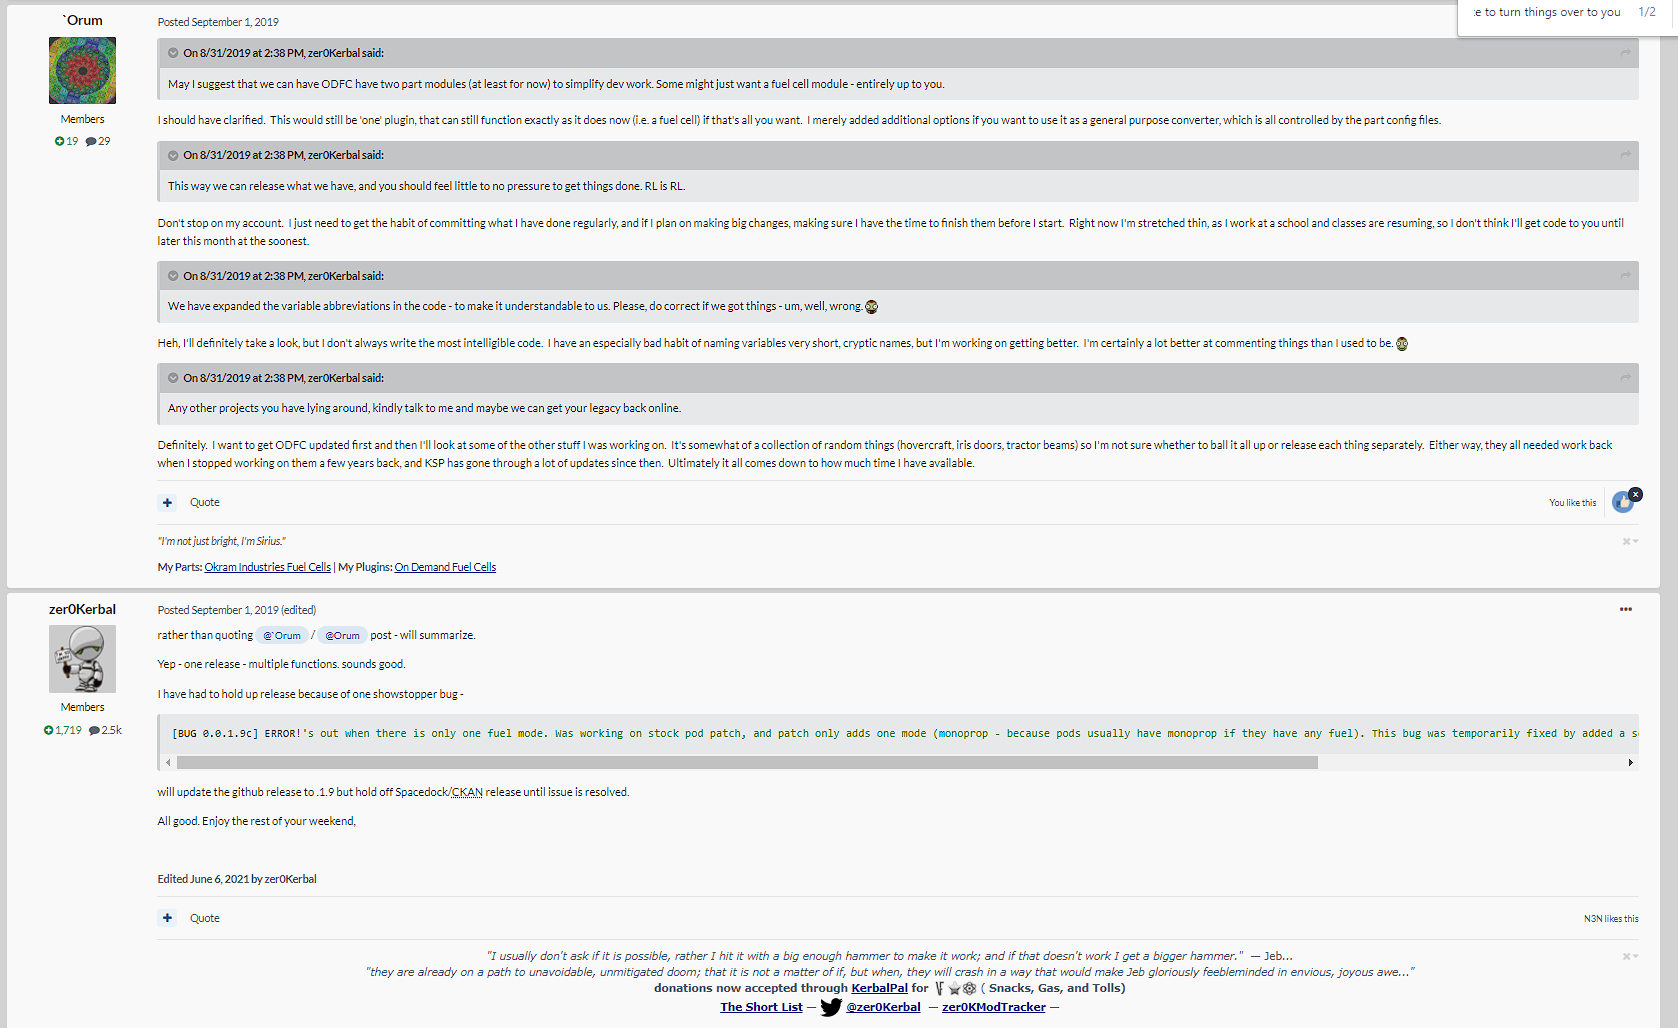 :e to turn things over to you 1/2
`Orum
Posted September 1, 2019
On 8/31/2019 at 2:38 PM, zer0Kerbal said:
May I suggest that we can have ODFC have two part modules (at least for now) to simplify dev work. Some might just want a fuel cell module - entirely up to you.
Members
19 29
I should have clarified. This would still be 'one' plugin, that can still function exactly as it does now (i.e. a fuel cell) if that's all you want. I merely added additional options if you want to use it as a general purpose converter, which is all controlled by the part config files.
On 8/31/2019 at 2:38 PM, zer0Kerbal said:
This way we can release what we have, and you should feel little to no pressure to get things done. RL is RL.
Don't stop on my account. I just need to get the habit of committing what I have done regularly, and if I plan on making big changes, making sure I have the time to finish them before I start. Right now I'm stretched thin, as I work at a school and classes are resuming, so I don't think I'll get code to you until
later this month at the soonest.
On 8/31/2019 at 2:38 PM, zer0Kerbal said:
We have expanded the variable abbreviations in the code - to make it understandable to us. Please, do correct if we got things - um, well, wrong.
Heh, I'll definitely take a look, but I don't always write the most intelligible code. I have an especially bad habit of naming variables very short, cryptic names, but I'm working on getting better. I'm certainly a lot better at commenting things than I used to be.
On 8/31/2019 at 2:38 PM, zer0Kerbal said:
Any other projects you have lying around, kindly talk to me and maybe we can get your legacy back online.
Definitely. I want to get ODFC updated first and then I'll look at some of the other stuff I was working on. It's somewhat of a collection of random things (hovercraft, iris doors, tractor beams) so I'm not sure whether to ball it all up or release each thing separately. Either way, they all needed work back
when I stopped working on them a few years back, and KSP has gone through a lot of updates since then. Ultimately it all comes down to how much time I have available.
+ Quote You like this x
"I'm not just bright, I'm Sirius."
My Parts: Okram Industries Fuel Cells | My Plugins: On Demand Fuel Cells
zer0Kerbal
Posted September 1, 2019 (edited)
rather than quoting @`Orum / @Orum post - will summarize.
Yep - one release - multiple functions. sounds good.
I have had to hold up release because of one showstopper bug -
Members
1,719 2.5k
[BUG 0.0.1.9c] ERROR!'s out when there is only one fuel mode. Was working on stock pod patch, and patch only adds one mode (monoprop - because pods usually have monoprop if they have any fuel). This bug was temporarily fixed by added a s
will update the github release to .1.9 but hold off Spacedock/CKAN release until issue is resolved.
All good. Enjoy the rest of your weekend,
Edited June 6, 2021 by zer0Kerbal
+ Quote N3N likes this
"I usually don't ask if it is possible, rather I hit it with a big enough hammer to make it work; and if that doesn't work I get a bigger hammer." — Jeb...
"they are already on a path to unavoidable, unmitigated doom; that it is not a matter of if, but when, they will crash in a way that would make Jeb gloriously feebleminded in envious, joyous awe..."
donations now accepted through KerbalPal for ( Snacks, Gas, and Tolls)
The Short List — @zer0Kerbal — zer0KModTracker —